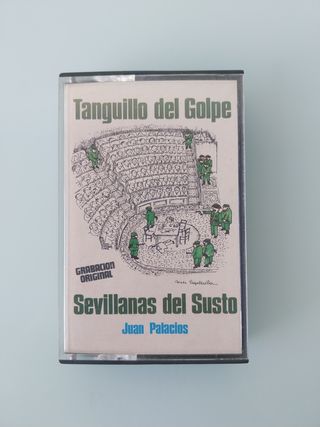 Tanguillo del Golpe
GRABACION
ORIGINAL
Sevillanas del Susto
Juan Palacios